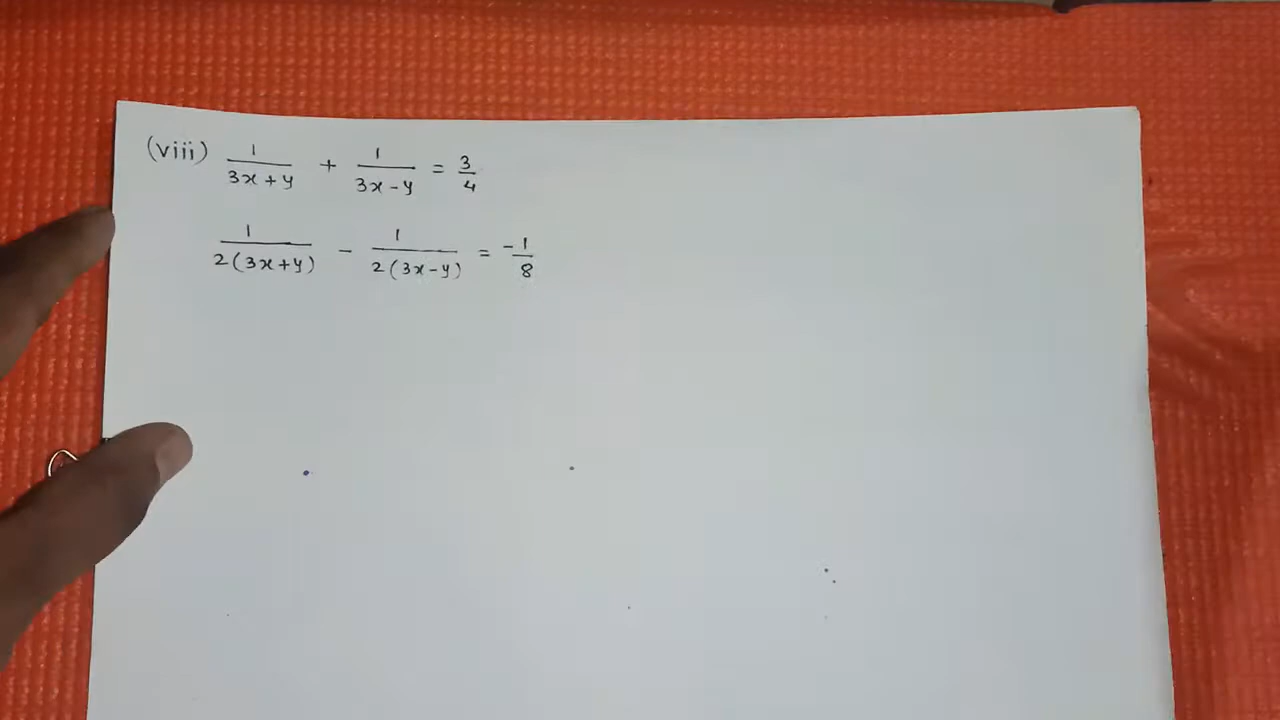 (viii) 1/(3x+y) + 1/(3x-y) = 3/4
1/(2(3x+y)) - 1/(2(3x-y)) = -1/8